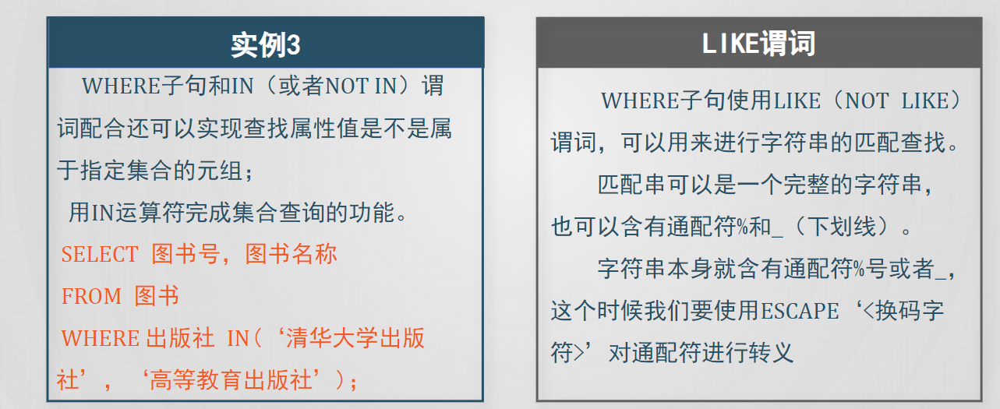 实例3
WHERE子句和IN（或者NOT IN）谓
词配合还可以实现查找属性值是不是属
于指定集合的元组；
用IN运算符完成集合查询的功能。
SELECT 图书号，图书名称
FROM 图书
WHERE 出版社 IN(‘清华大学出版
社’,‘高等教育出版社’);
LIKE谓词
WHERE子句使用LIKE（NOT LIKE）
谓词，可以用来进行字符串的匹配查找。
匹配串可以是一个完整的字符串，
也可以含有通配符%和_（下划线）。
字符串本身就含有通配符%号或者_，
这个时候我们要使用ESCAPE‘<换码字
符>’对通配符进行转义